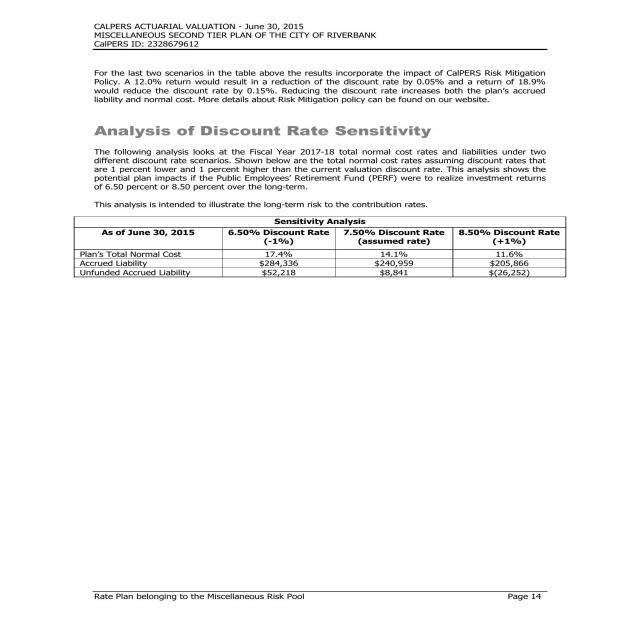 CALPERS ACTUARIAL VALUATION - June 30, 2015
MISCELLANEOUS SECOND TIER PLAN OF THE CITY OF RIVERBANK
CalPERS ID: 2328679612
For the last two scenarios in the table above the results incorporate the impact of CalPERS Risk Mitigation
Policy. A 12.0% return would result in a reduction of the discount rate by 0.05% and a return of 18.9%
would reduce the discount rate by 0.15%. Reducing the discount rate increases both the plan's accrued
liability and normal cost. More details about Risk Mitigation policy can be found on our website.
Analysis of Discount Rate Sensitivity
The following analysis looks at the Fiscal Year 2017-18 total normal cost rates and liabilities under two
different discount rate scenarios. Shown below are the total normal cost rates assuming discount rates that
are 1 percent lower and 1 percent higher than the current valuation discount rate. This analysis shows the
potential plan impacts if the Public Employees' Retirement Fund (PERF) were to realize investment returns
of 6.50 percent or 8.50 percent over the long-term.
This analysis is intended to illustrate the long-term risk to the contribution rates.
Sensitivity Analysis
As of June 30, 2015 6.50% Discount Rate 7.50% Discount Rate 8.50% Discount Rate
(-1%) (assumed rate) (+1%)
Plan's Total Normal Cost 17.4% 14.1% 11.6%
Accrued Liability $284,336 $240,959 $205,866
Unfunded Accrued Liability $52,218 $8,841 $(26,252)
Rate Plan belonging to the Miscellaneous Risk Pool Page 14